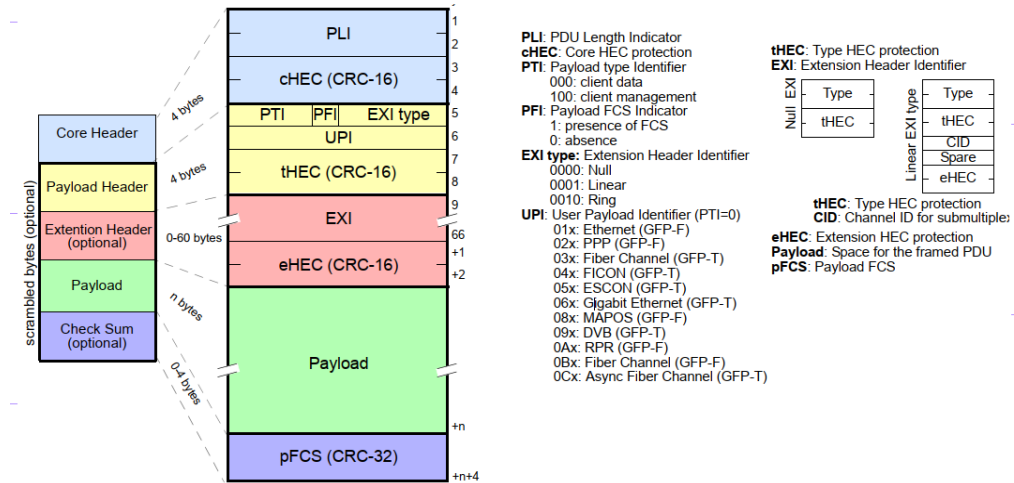 Core Header
Payload Header
Extention Header
(optional)
Payload
Check Sum
(optional)
scrambled bytes (optional)
4 bytes
4 bytes
0-60 bytes
n bytes
0-4 bytes
PLI
cHEC (CRC-16)
PTI PFI EXI type
UPI
tHEC (CRC-16)
EXI
eHEC (CRC-16)
Payload
pFCS (CRC-32)
1
2
3
4
5
6
7
8
9
66
+1
+2
+n
+n+4
PLI: PDU Length Indicator
cHEC: Core HEC protection
PTI: Payload type Identifier
000: client data
100: client management
PFI: Payload FCS Indicator
1: presence of FCS
0: absence
EXI type: Extension Header Identifier
0000: Null
0001: Linear
0010: Ring
UPI: User Payload Identifier (PTI=0)
01x: Ethernet (GFP-F)
02x: PPP (GFP-F)
03x: Fiber Channel (GFP-T)
04x: FICON (GFP-T)
05x: ESCON (GFP-T)
06x: Gigabit Ethernet (GFP-T)
08x: MAPOS (GFP-F)
09x: DVB (GFP-T)
0Ax: RPR (GFP-F)
0Bx: Fiber Channel (GFP-T)
0Cx: Async Fiber Channel (GFP-T)
tHEC: Type HEC protection
EXI: Extension Header Identifier
Null EXI
Type
tHEC
Linear EXI type
Type
tHEC
CID
Spare
eHEC
tHEC: Type HEC protection
CID: Channel ID for submultiplex
eHEC: Extension HEC protection
Payload: Space for the framed PDU
pFCS: Payload FCS